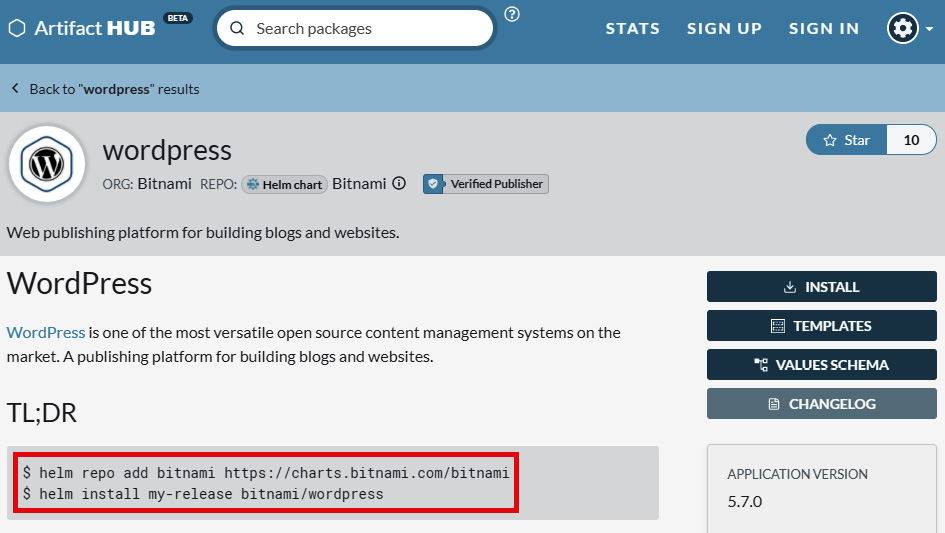 Artifact HUB BETA Search packages STATS SIGN UP SIGN IN
Back to "wordpress" results
wordpress
Star 10
ORG: Bitnami REPO: Helm chart Bitnami Verified Publisher
Web publishing platform for building blogs and websites.
WordPress
WordPress is one of the most versatile open source content management systems on the
market. A publishing platform for building blogs and websites.
TL;DR
$ helm repo add bitnami https://charts.bitnami.com/bitnami
$ helm install my-release bitnami/wordpress
INSTALL
TEMPLATES
VALUES SCHEMA
CHANGELOG
APPLICATION VERSION
5.7.0